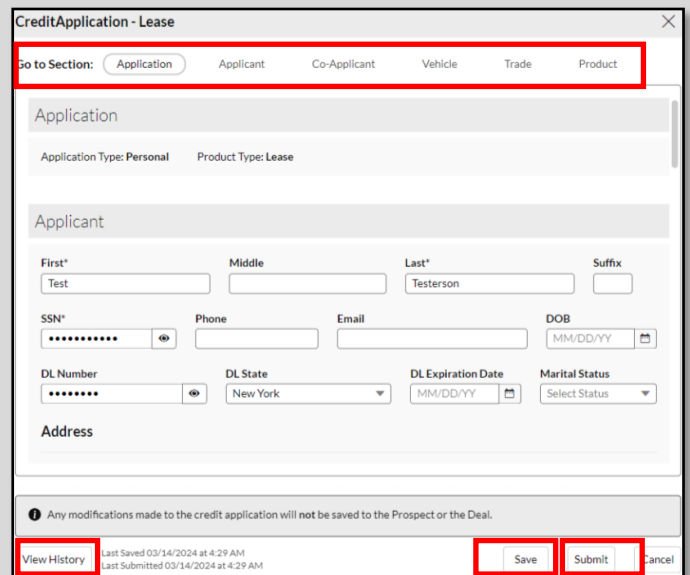 CreditApplication - Lease
Go to Section: Application Applicant Co-Applicant Vehicle Trade Product
Application
Application Type: Personal Product Type: Lease
Applicant
First* Middle Last* Suffix
Test Testerson
SSN* Phone Email DOB
••••••••••• MM/DD/YY
DL Number DL State DL Expiration Date Marital Status
•••••••• New York MM/DD/YY Select Status
Address
Any modifications made to the credit application will not be saved to the Prospect or the Deal.
View History Last Saved 03/14/2024 at 4:29 AM Save Submit Cancel
Last Submitted 03/14/2024 at 4:29 AM